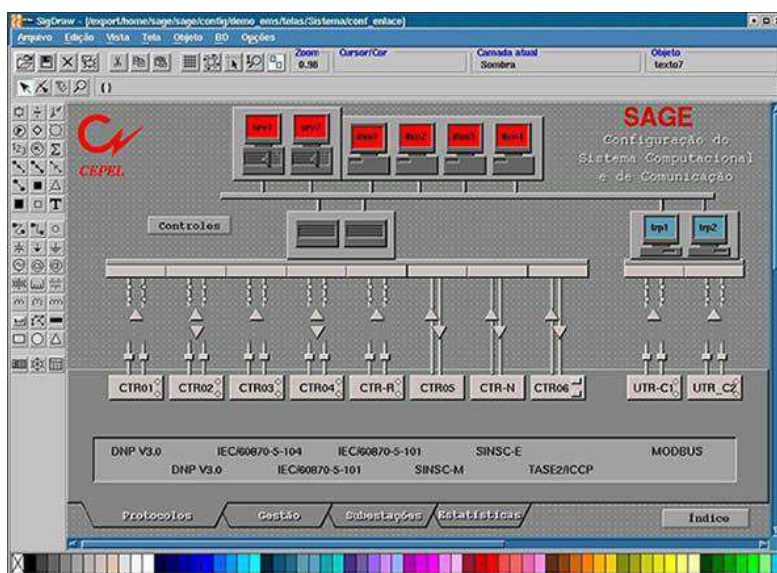 SigDraw - [/export/home/sage/sage/config/demo_ems/telas/Sistema/conf_enlace]
Arquivo Edição Vista Tela Objeto BD Opções
Zoom Cursor/Cor Camada atual Objeto
0.98 Sombra texto7
SAGE
Configuração do
Sistema Computacional
e de Comunicação
CEPEL
Controles
trp1 trp2
CTR01 CTR02 CTR03 CTR04 CTR-R CTR05 CTR-N CTR06 UTR-C1 UTR_C2
DNP V3.0 IEC/60870-5-104 IEC/60870-5-101 SINSC-E MODBUS
DNP V3.0 IEC/60870-5-101 SINSC-M TASE2/ICCP
Protocolos Gestão Subestações Estatísticas Índice